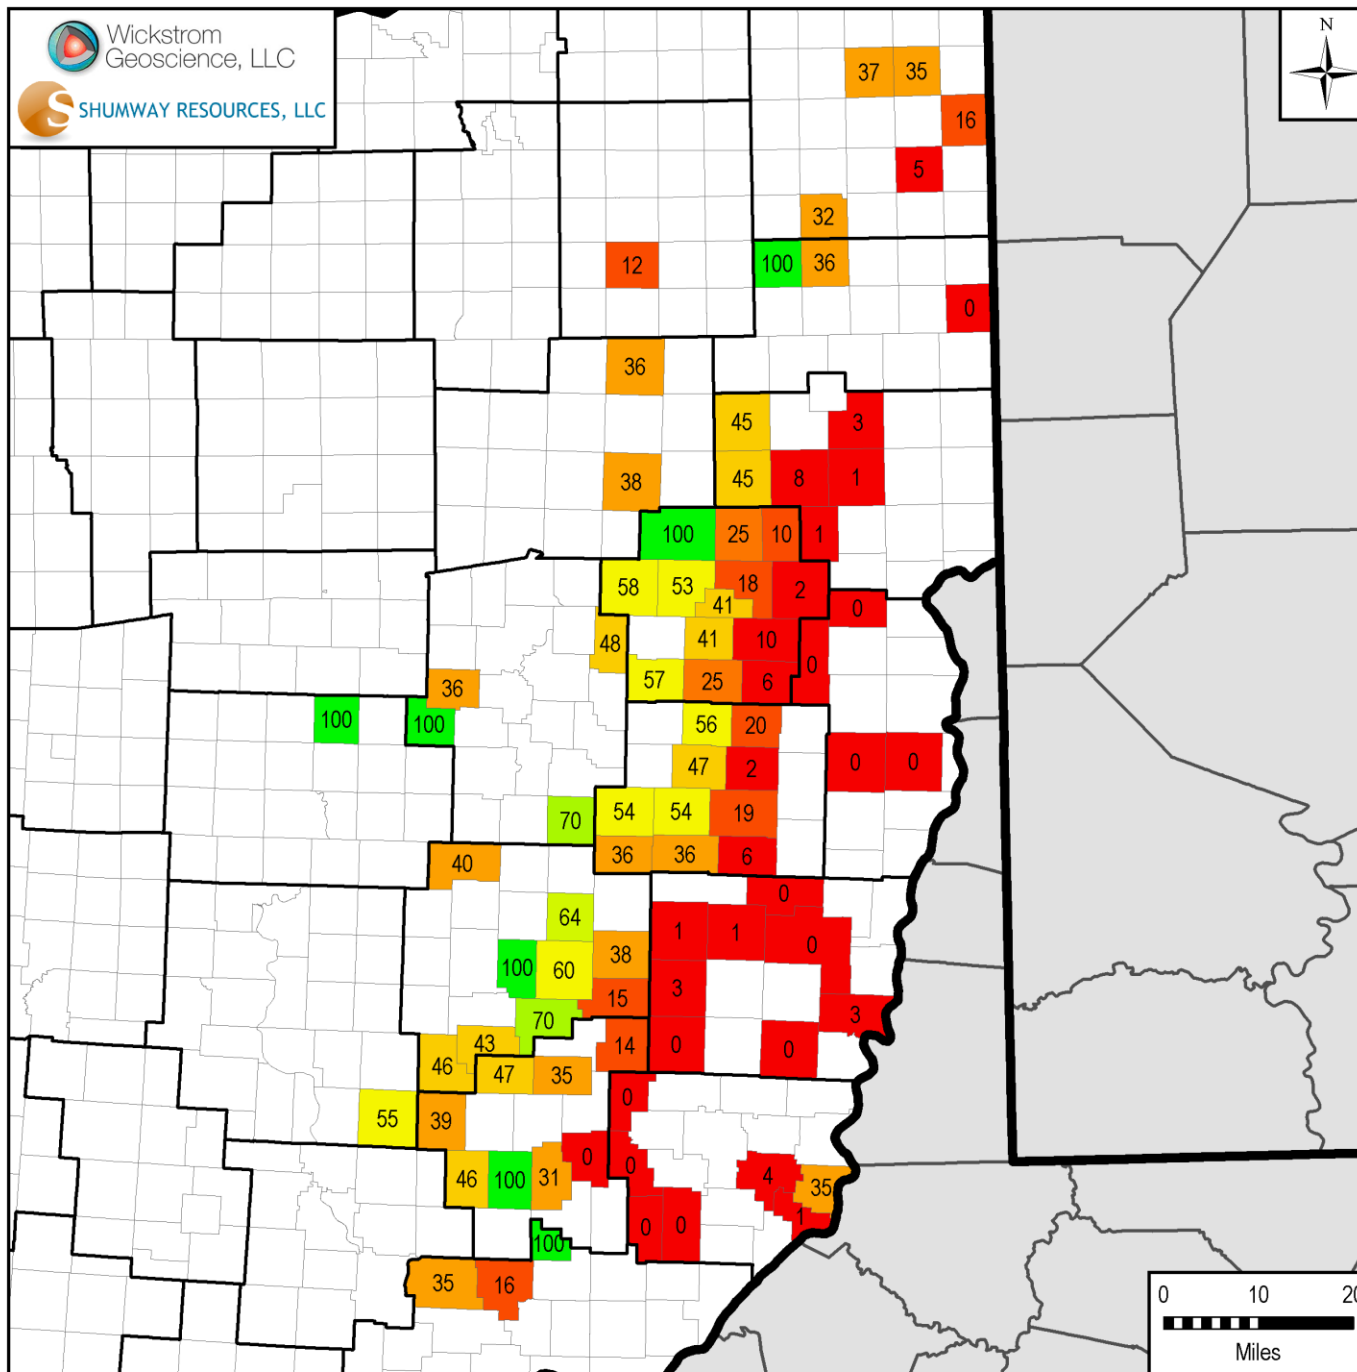 Wickstrom
Geoscience, LLC
S
SHUMWAY RESOURCES, LLC
N
37 35
16
5
32
12 100 36
0
36
45 3
38 45 8 1
100 25 10 1
58 53 18 2
41 0
48 41 10
57 25 6 0
36
100 100 56 20
47 2 0 0
70 54 54 19
40 36 36 6
0
64 1 1 0
100 60 38
15 3
70 3
46 43 14 0 0
47 35
0
55 39
46 100 31 0 0 4 35
1
0 0
100
35 16
0 10 20
Miles